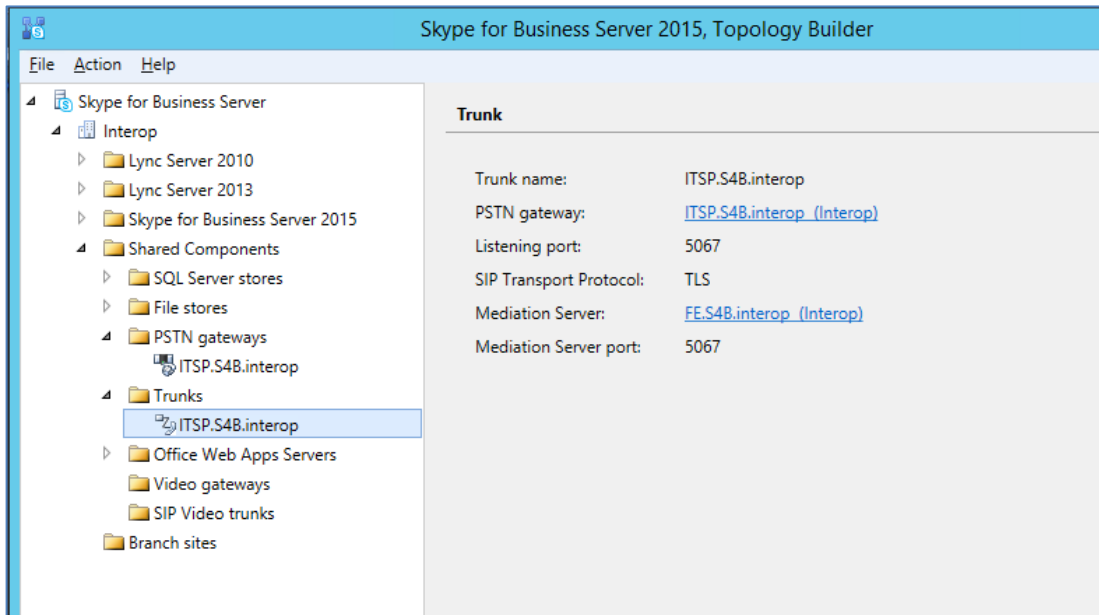 Skype for Business Server 2015, Topology Builder
File Action Help
Skype for Business Server
Interop
Lync Server 2010
Lync Server 2013
Skype for Business Server 2015
Shared Components
SQL Server stores
File stores
PSTN gateways
ITSP.S4B.interop
Trunks
ITSP.S4B.interop
Office Web Apps Servers
Video gateways
SIP Video trunks
Branch sites
Trunk
Trunk name: ITSP.S4B.interop
PSTN gateway: ITSP.S4B.interop (Interop)
Listening port: 5067
SIP Transport Protocol: TLS
Mediation Server: FE.S4B.interop (Interop)
Mediation Server port: 5067